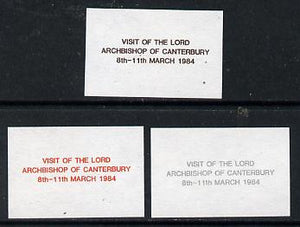 VISIT OF THE LORD
ARCHBISHOP OF CANTERBURY
8th-11th MARCH 1984
VISIT OF THE LORD
ARCHBISHOP OF CANTERBURY
8th-11th MARCH 1984
VISIT OF THE LORD
ARCHBISHOP OF CANTERBURY
8th-11th MARCH 1984